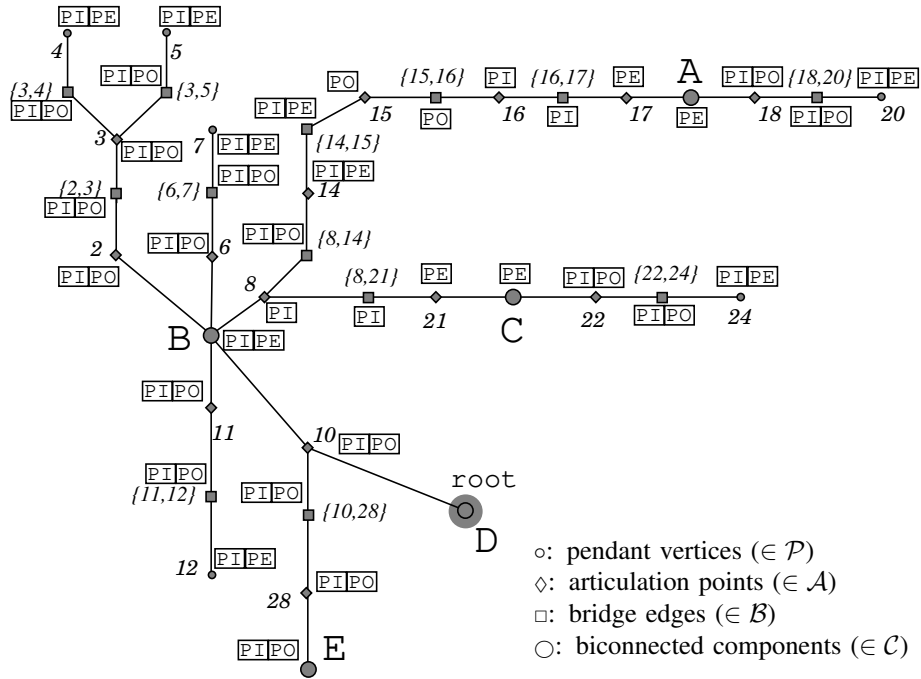 PI PE
PI PE
4
5
PI PO
{3,4}
{3,5}
PI PO
3
PI PO
7
PI PE
{2,3}
PI PO
{6,7}
PI PO
2
PI PO
PI PO
6
PI PE
{14,15}
PI PE
14
PI PO
{8,14}
PO
15
{15,16}
PO
PI
16
{16,17}
PI
PE
17
A
PE
PI PO
18
{18,20}
PI PO
PI PE
20
8
PI
{8,21}
PI
PE
21
PE
C
PI PO
22
{22,24}
PI PO
PI PE
24
B
PI PE
PI PO
11
PI PO
{11,12}
12
PI PE
10
PI PO
PI PO
{10,28}
28
PI PO
PI PO
E
root
D
: pendant vertices (∈ P)
: articulation points (∈ A)
: bridge edges (∈ B)
: biconnected components (∈ C)